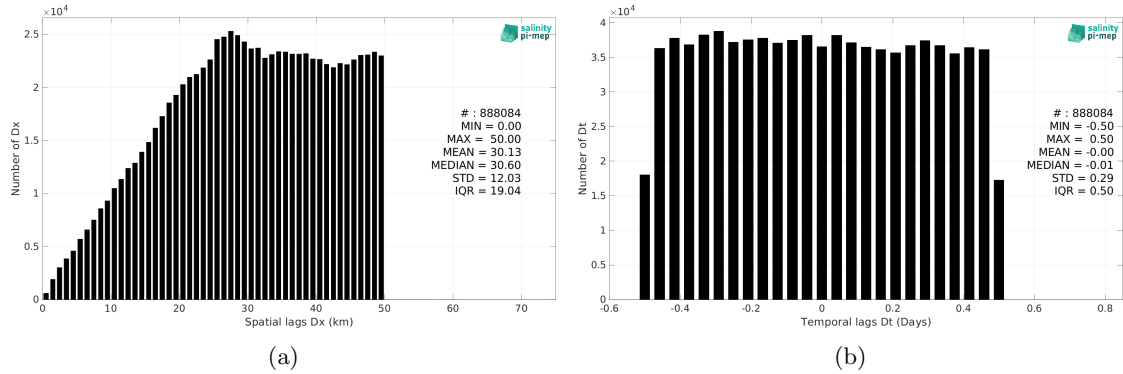 ×10⁴
2.5
2
1.5
1
0.5
0
0 10 20 30 40 50 60 70
Number of Dx
Spatial lags Dx (km)
salinity
pi-mep
# : 888084
MIN = 0.00
MAX = 50.00
MEAN = 30.13
MEDIAN = 30.60
STD = 12.03
IQR = 19.04
(a)
×10⁴
4
3.5
3
2.5
2
1.5
1
0.5
0
-0.6 -0.4 -0.2 0 0.2 0.4 0.6 0.8
Number of Dt
Temporal lags Dt (Days)
salinity
pi-mep
# : 888084
MIN = -0.50
MAX = 0.50
MEAN = -0.00
MEDIAN = -0.01
STD = 0.29
IQR = 0.50
(b)